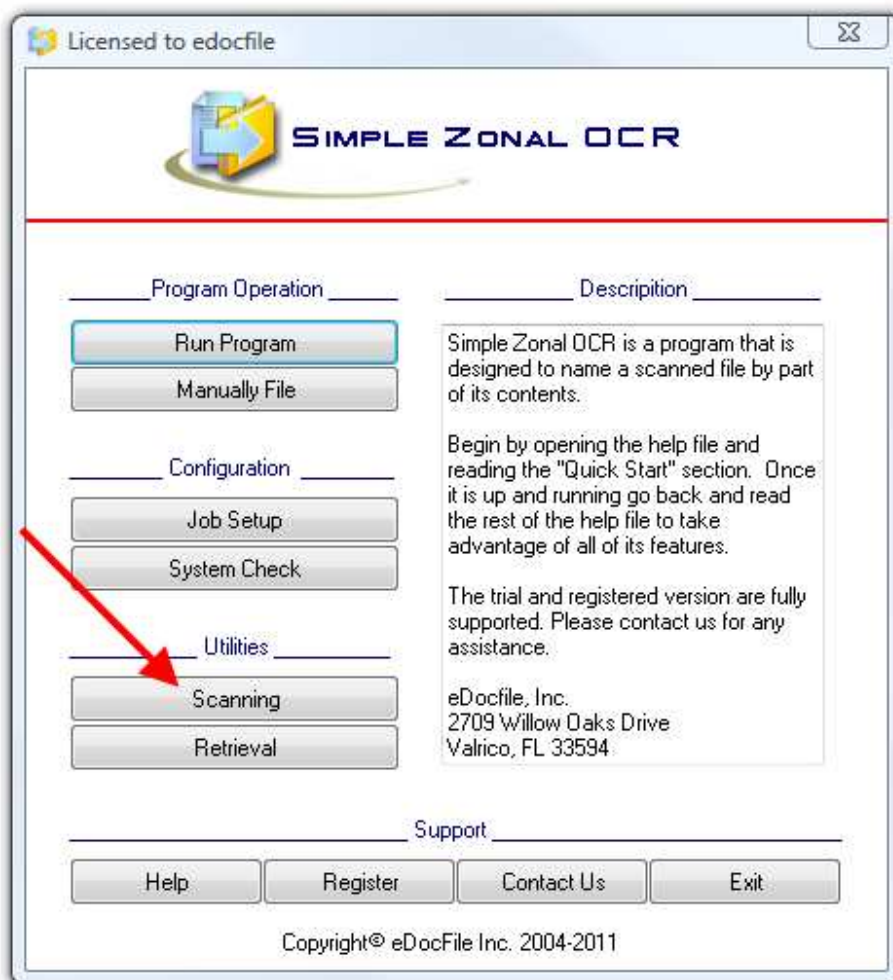 Licensed to edocfile
SIMPLE ZONAL OCR
Program Operation
Run Program
Manually File
Configuration
Job Setup
System Check
Utilities
Scanning
Retrieval
Descripition
Simple Zonal OCR is a program that is
designed to name a scanned file by part
of its contents.
Begin by opening the help file and
reading the "Quick Start" section. Once
it is up and running go back and read
the rest of the help file to take
advantage of all of its features.
The trial and registered version are fully
supported. Please contact us for any
assistance.
eDocfile, Inc.
2709 Willow Oaks Drive
Valrico, FL 33594
Support
Help
Register
Contact Us
Exit
Copyright© eDocFile Inc. 2004-2011